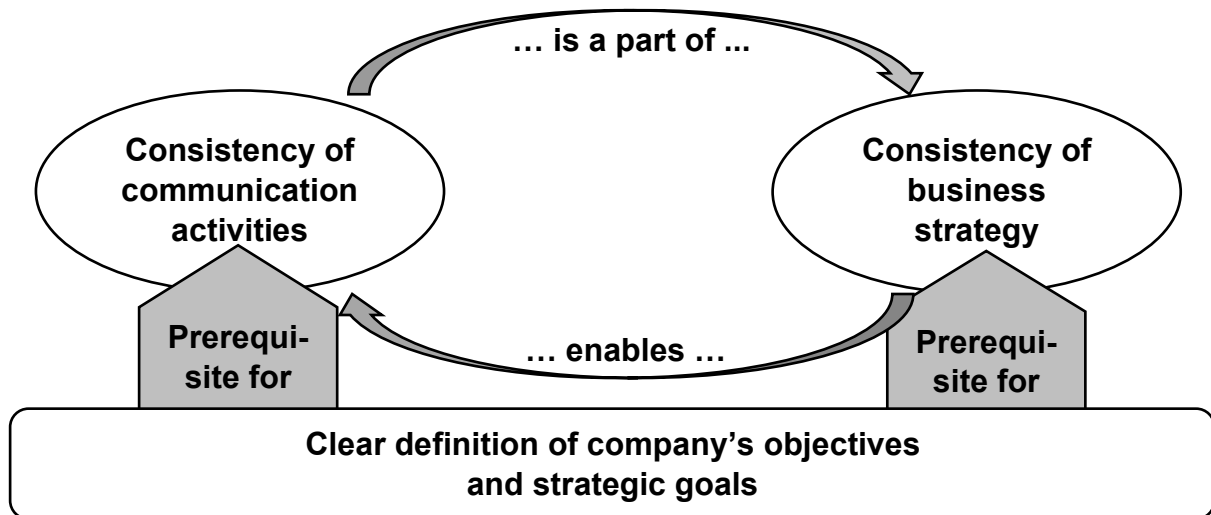 … is a part of ...
Consistency of
communication
activities
Consistency of
business
strategy
… enables …
Prerequi-
site for
Prerequi-
site for
Clear definition of company’s objectives
and strategic goals